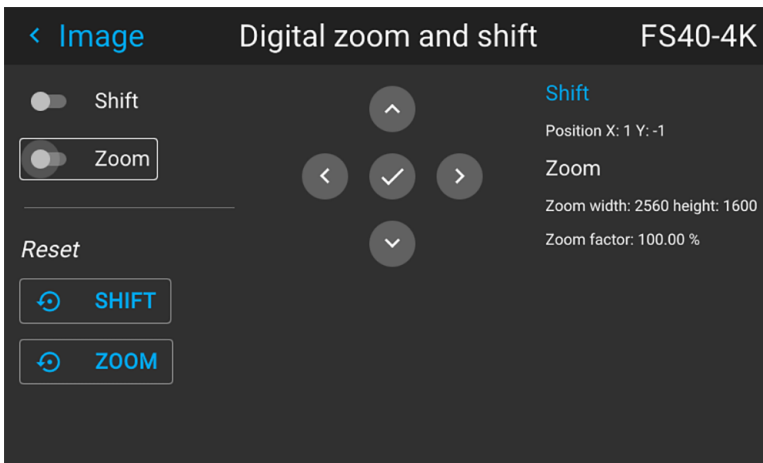 Image
Digital zoom and shift
FS40-4K
Shift
Zoom
Reset
SHIFT
ZOOM
Shift
Position X: 1 Y: -1
Zoom
Zoom width: 2560 height: 1600
Zoom factor: 100.00 %